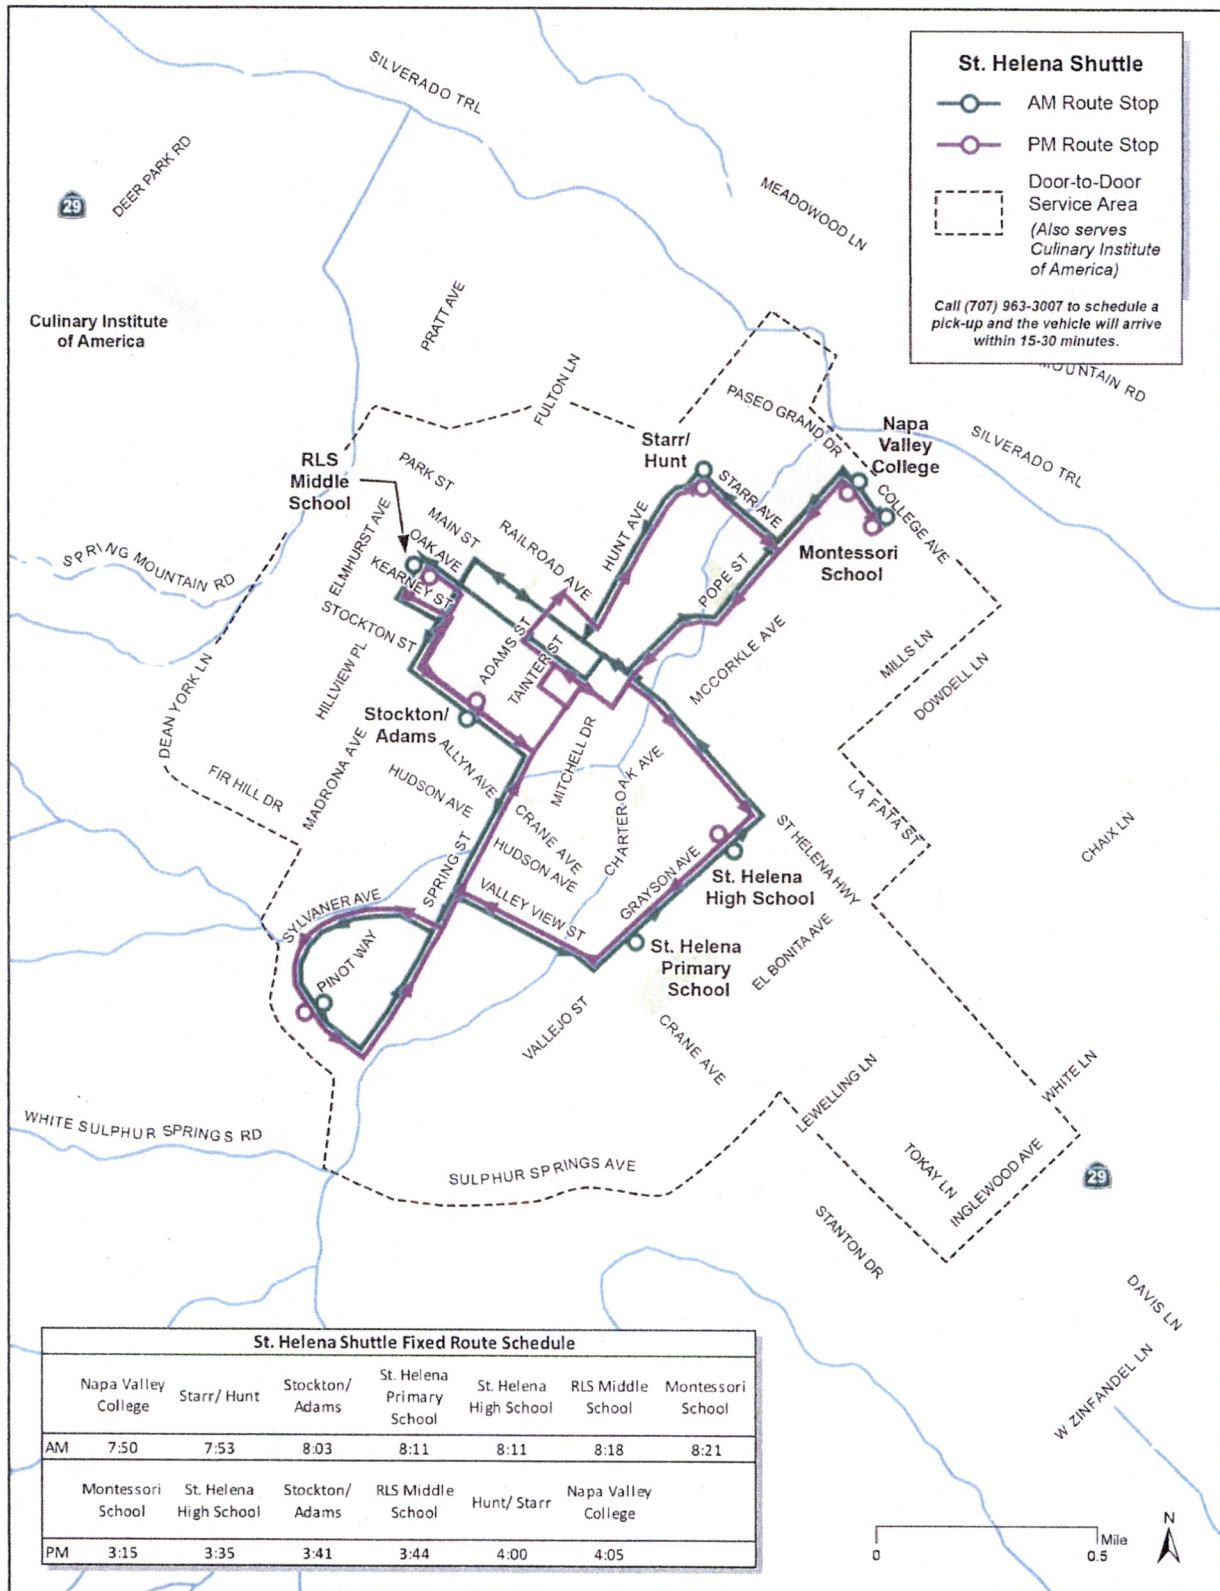 SILVERADO TRL
DEER PARK RD
29
MEADOWOOD LN
St. Helena Shuttle
AM Route Stop
PM Route Stop
Door-to-Door
Service Area
(Also serves
Culinary Institute
of America)
Call (707) 963-3007 to schedule a
pick-up and the vehicle will arrive
within 15-30 minutes.
Culinary Institute
of America
PRATT AVE
FULTON LN
MOUNTAIN RD
PASEO GRAND DR
Napa
Valley
College
SILVERADO TRL
Starr/
Hunt
RLS
Middle
School
PARK ST
STARR AVE
COLLEGE AVE
ELMHURST AVE
MAIN ST
OAK AVE
RAILROAD AVE
HUNT AVE
Montessori
School
SPRING MOUNTAIN RD
KEARNEY ST
POPE ST
STOCKTON ST
ADAMS ST
TAINTER ST
MCCORKLE AVE
MILLS LN
DOWDELL LN
HILLVIEW PL
DEAN YORK LN
Stockton/
Adams
MITCHELL DR
ALLYN AVE
MADRONA AVE
FIR HILL DR
HUDSON AVE
CRANE AVE
CHARTER OAK AVE
LA FATA ST
CHAIX LN
ST HELENA HWY
SPRING ST
HUDSON AVE
GRAYSON AVE
St. Helena
High School
VALLEY VIEW ST
SYLVANER AVE
PINOT WAY
St. Helena
Primary
School
EL BONITA AVE
VALLEJO ST
CRANE AVE
LEWELLING LN
WHITE LN
WHITE SULPHUR SPRINGS RD
SULPHUR SPRINGS AVE
TOKAY LN
INGLEWOOD AVE
29
STANTON DR
DAVIS LN
W ZINFANDEL LN
St. Helena Shuttle Fixed Route Schedule
Napa Valley College Starr/ Hunt Stockton/ Adams St. Helena Primary School St. Helena High School RLS Middle School Montessori School
AM 7:50 7:53 8:03 8:11 8:11 8:18 8:21
Montessori School St. Helena High School Stockton/ Adams RLS Middle School Hunt/ Starr Napa Valley College
PM 3:15 3:35 3:41 3:44 4:00 4:05
N
Mile
0 0.5